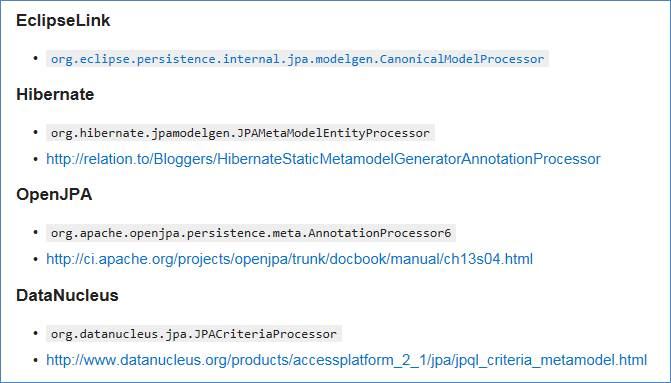 EclipseLink
• org.eclipse.persistence.internal.jpa.modelgen.CanonicalModelProcessor
Hibernate
• org.hibernate.jpamodelgen.JPAMetaModelEntityProcessor
• http://relation.to/Bloggers/HibernateStaticMetamodelGeneratorAnnotationProcessor
OpenJPA
• org.apache.openjpa.persistence.meta.AnnotationProcessor6
• http://ci.apache.org/projects/openjpa/trunk/docbook/manual/ch13s04.html
DataNucleus
• org.datanucleus.jpa.JPACriteriaProcessor
• http://www.datanucleus.org/products/accessplatform_2_1/jpa/jpql_criteria_metamodel.html